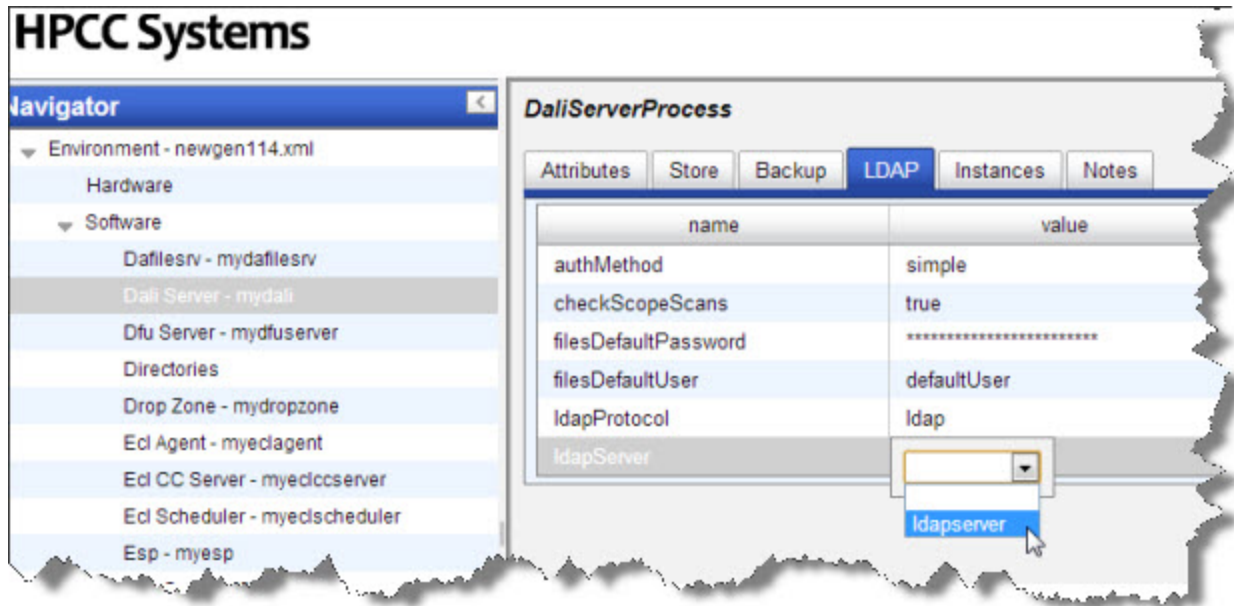 HPCC Systems
Navigator
Environment - newgen114.xml
Hardware
Software
Dafilesrv - mydafilesrv
Dali Server - mydali
Dfu Server - mydfuserver
Directories
Drop Zone - mydropzone
Ecl Agent - myeclagent
Ecl CC Server - myeclccserver
Ecl Scheduler - myeclscheduler
Esp - myesp
DaliServerProcess
Attributes Store Backup LDAP Instances Notes
name value
authMethod simple
checkScopeScans true
filesDefaultPassword ************************
filesDefaultUser defaultUser
ldapProtocol ldap
ldapServer
ldapserver